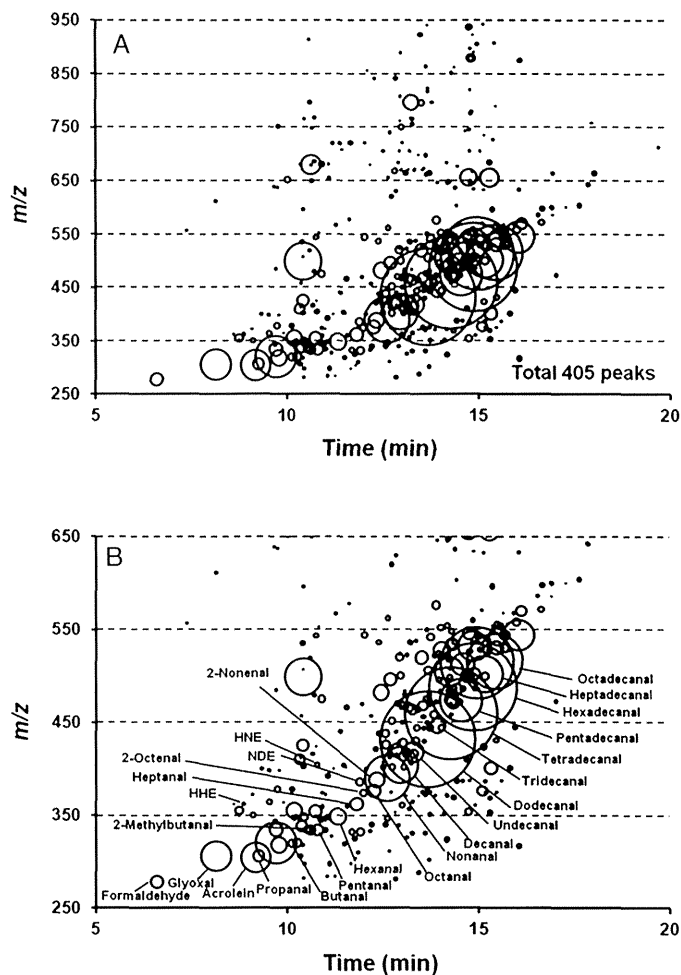 A
950
850
750
650
550
450
350
250
m/z
5
10
15
20
Total 405 peaks
Time (min)
B
650
550
450
350
250
m/z
2-Nonenal
HNE
NDE
2-Octenal
Heptanal
HHE
2-Methylbutanal
Formaldehyde
Glyoxal
Acrolein
Propanal
Butanal
Pentanal
Hexanal
Octanal
Nonanal
Decanal
Undecanal
Dodecanal
Tridecanal
Tetradecanal
Pentadecanal
Hexadecanal
Heptadecanal
Octadecanal
5
10
15
20
Time (min)